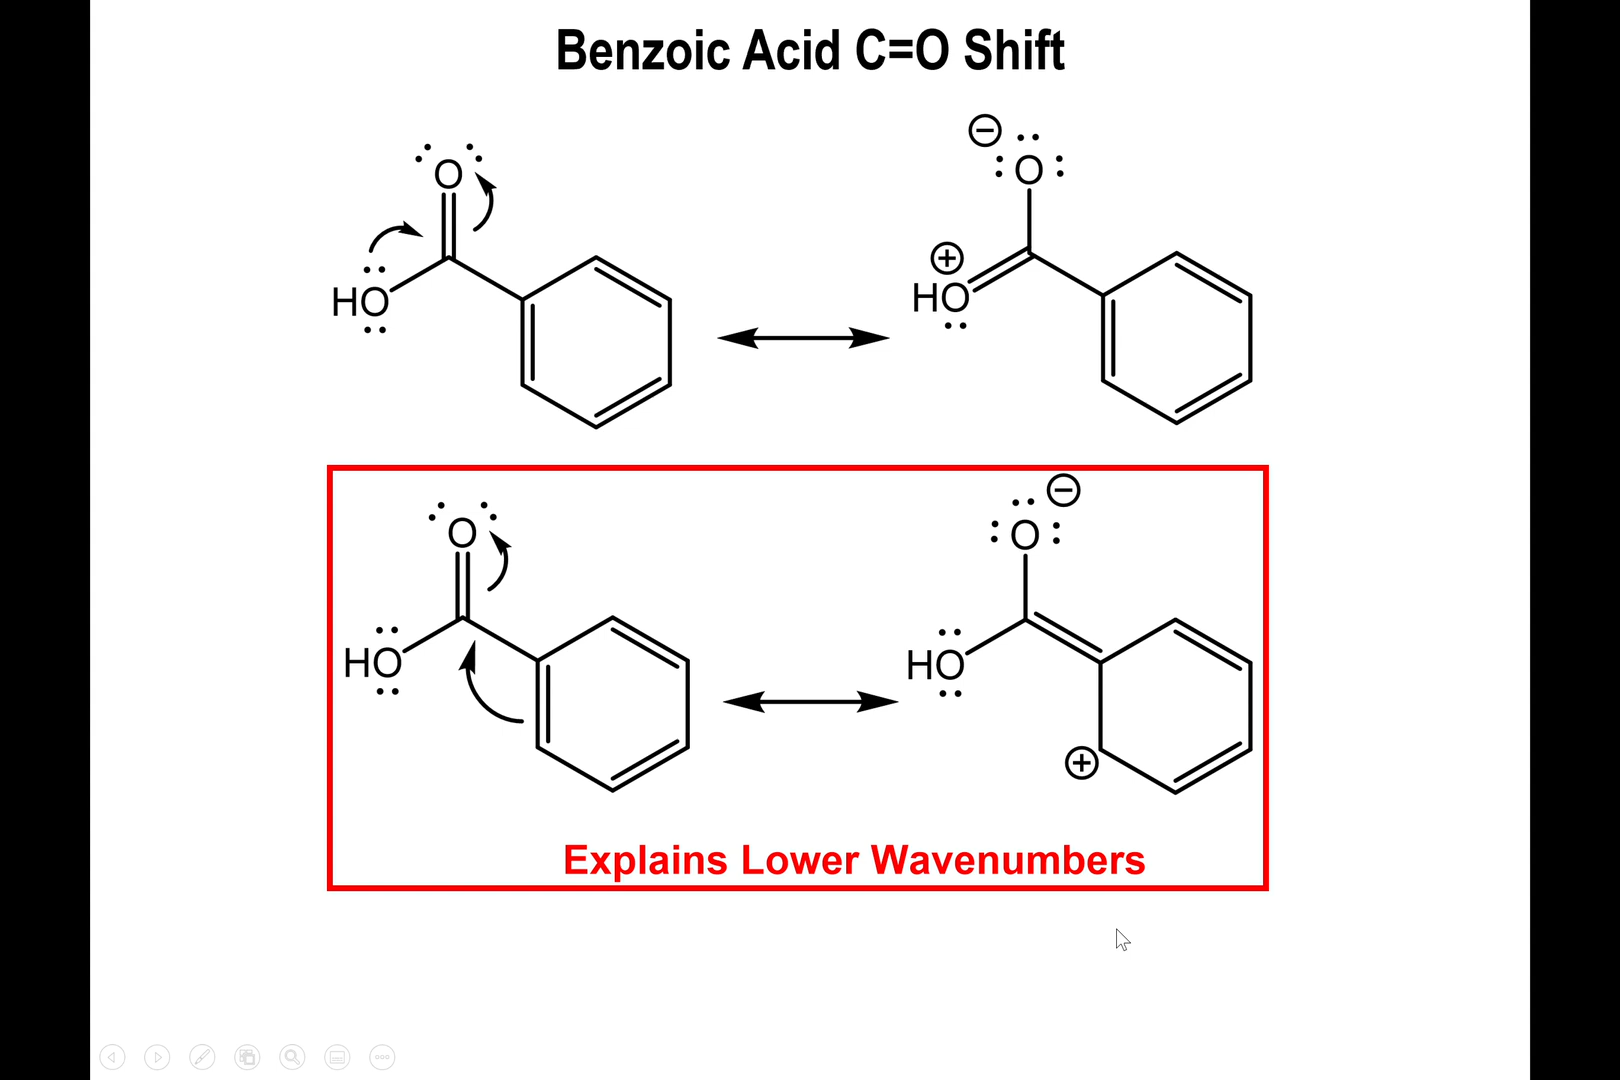 Benzoic Acid C=O Shift
O
HO
⊖
O
⊕
HO
O
HO
⊖
O
HO
⊕
Explains Lower Wavenumbers